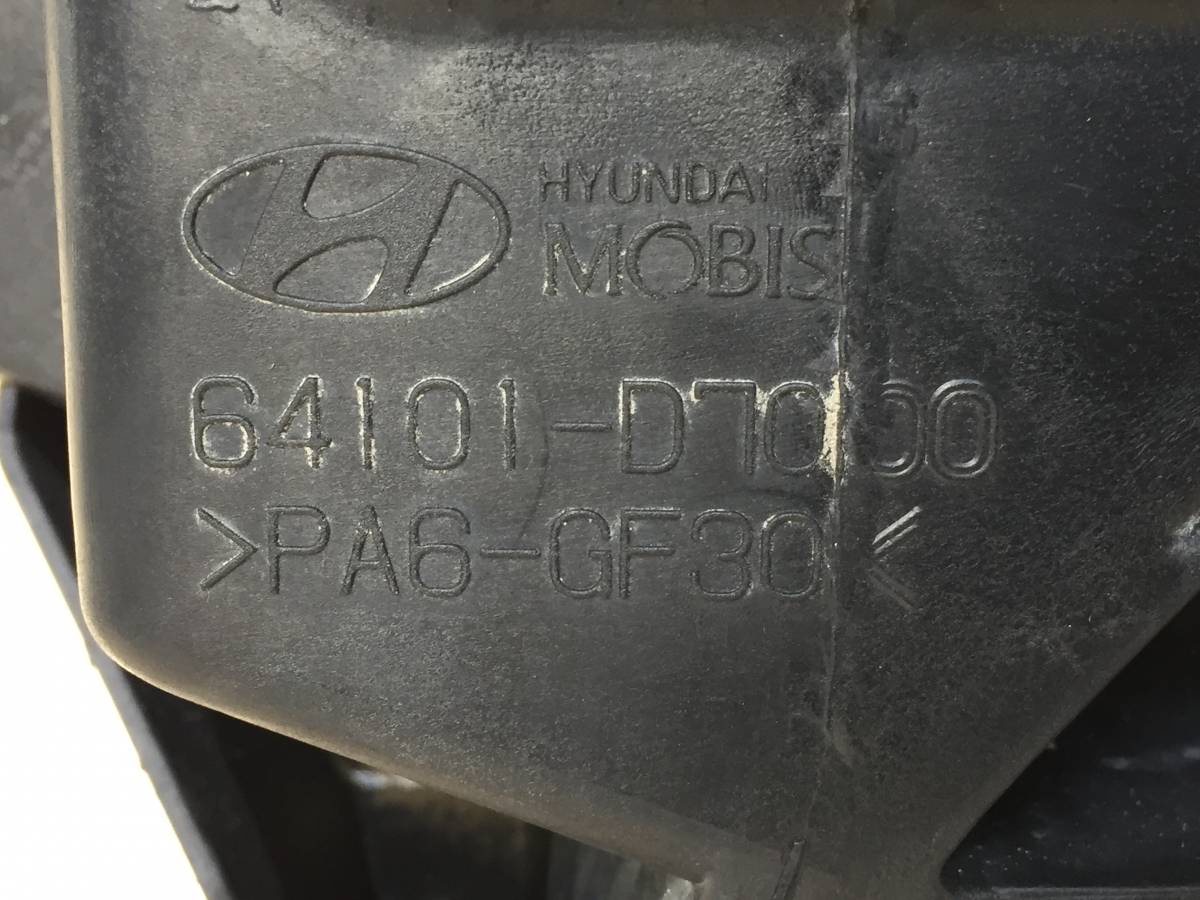 HYUNDAI
MOBIS
64101-D7000
>PA6-GF30<